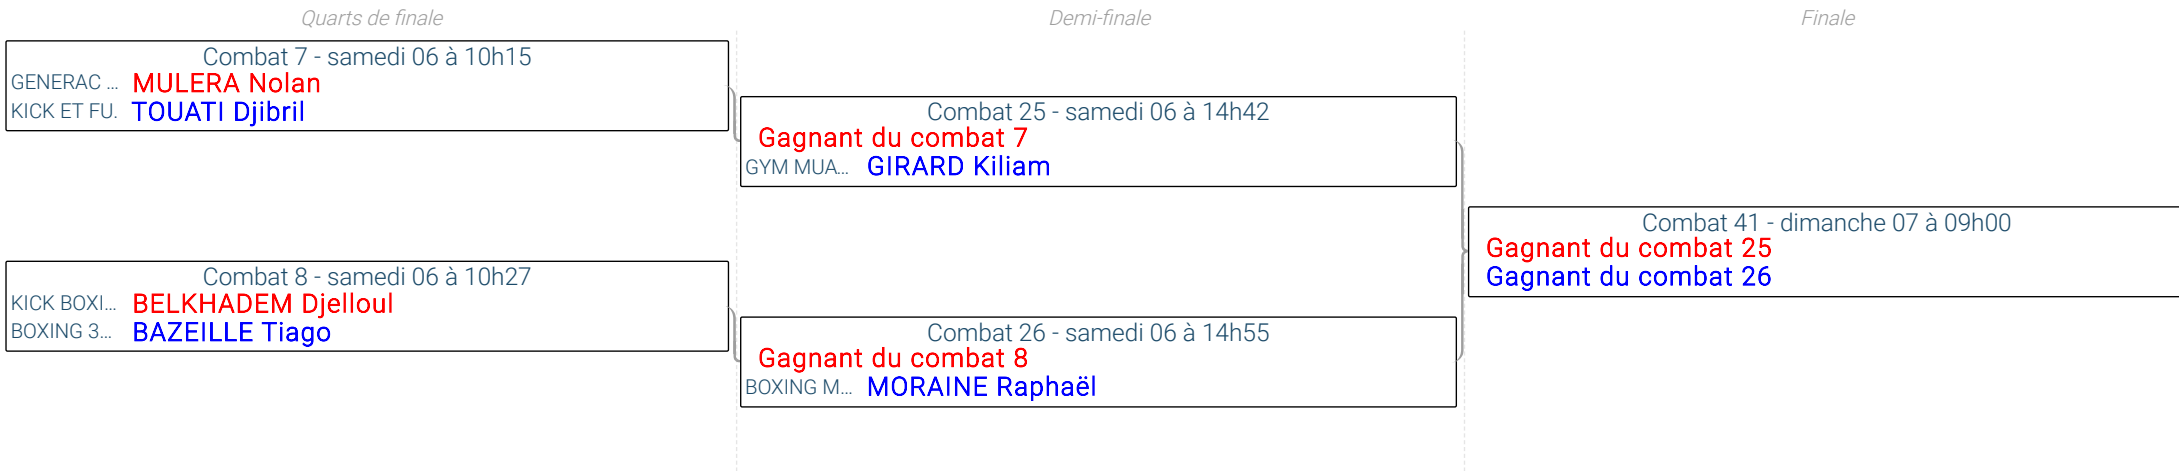 Quarts de finale
Demi-finale
Finale
Combat 7 - samedi 06 à 10h15
GENERAC ... MULERA Nolan
KICK ET FU. TOUATI Djibril
Combat 25 - samedi 06 à 14h42
Gagnant du combat 7
GYM MUA... GIRARD Kiliam
Combat 41 - dimanche 07 à 09h00
Gagnant du combat 25
Gagnant du combat 26
Combat 8 - samedi 06 à 10h27
KICK BOXI... BELKHADEM Djelloul
BOXING 3... BAZEILLE Tiago
Combat 26 - samedi 06 à 14h55
Gagnant du combat 8
BOXING M... MORAINE Raphaël